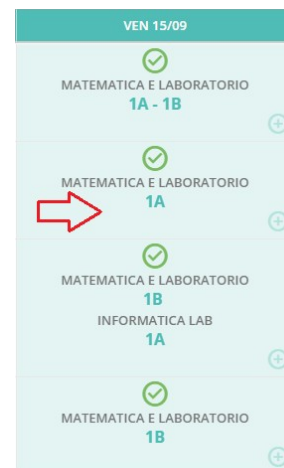 VEN 15/09
MATEMATICA E LABORATORIO
1A - 1B
MATEMATICA E LABORATORIO
1A
MATEMATICA E LABORATORIO
1B
INFORMATICA LAB
1A
MATEMATICA E LABORATORIO
1B